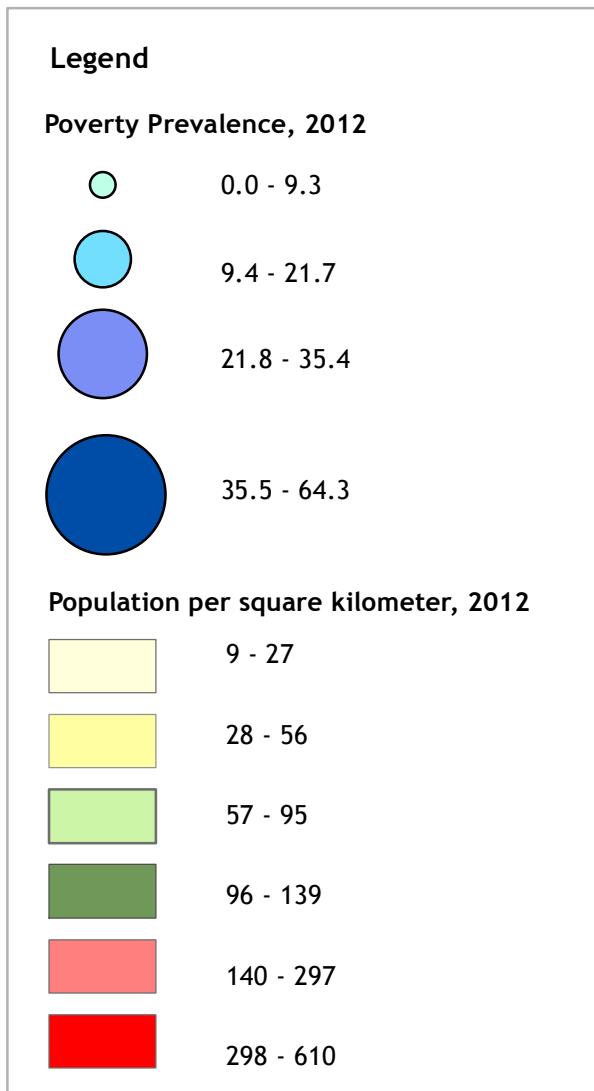 Legend
Poverty Prevalence, 2012
0.0 - 9.3
9.4 - 21.7
21.8 - 35.4
35.5 - 64.3
Population per square kilometer, 2012
9 - 27
28 - 56
57 - 95
96 - 139
140 - 297
298 - 610